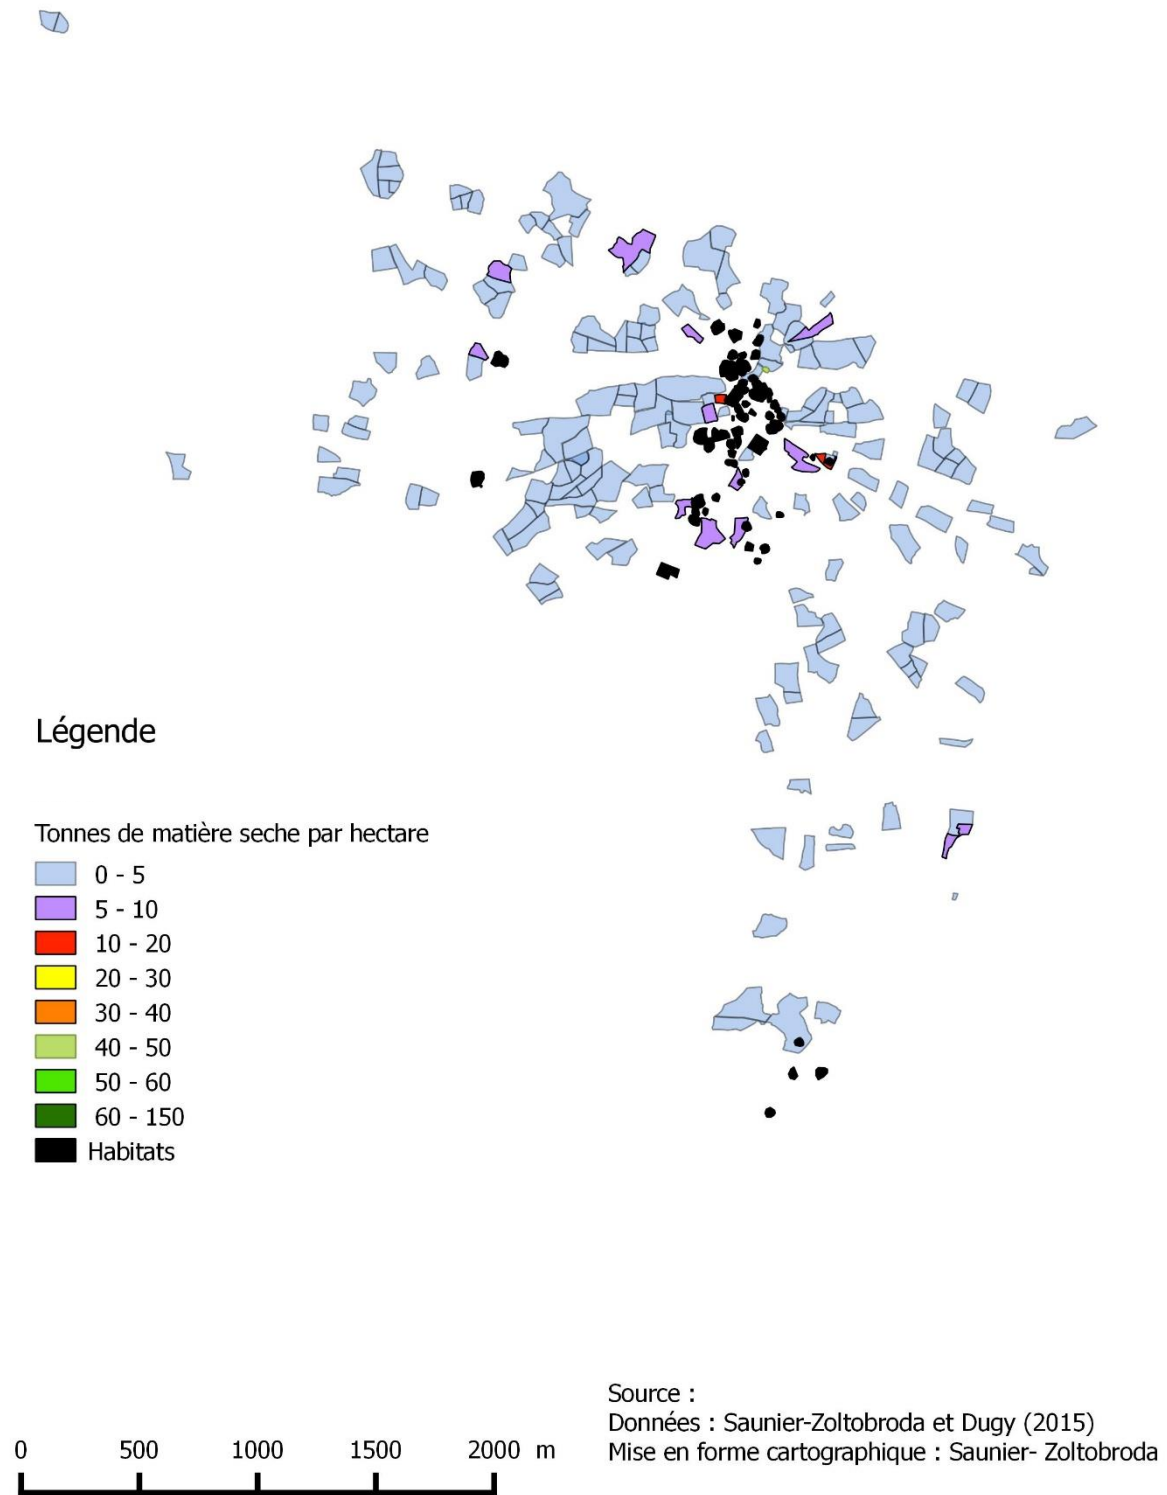 Légende
Tonnes de matière seche par hectare
0 - 5
5 - 10
10 - 20
20 - 30
30 - 40
40 - 50
50 - 60
60 - 150
Habitats
0 500 1000 1500 2000 m
Source :
Données : Saunier-Zoltobroda et Dugy (2015)
Mise en forme cartographique : Saunier- Zoltobroda